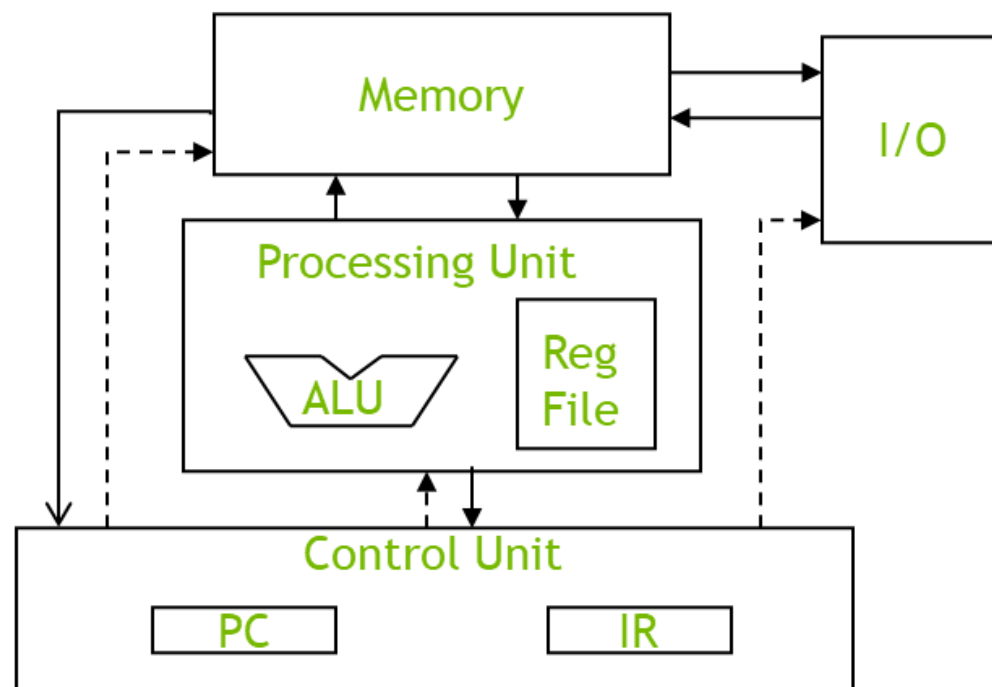 Memory
I/O
Processing Unit
ALU
Reg
File
Control Unit
PC
IR